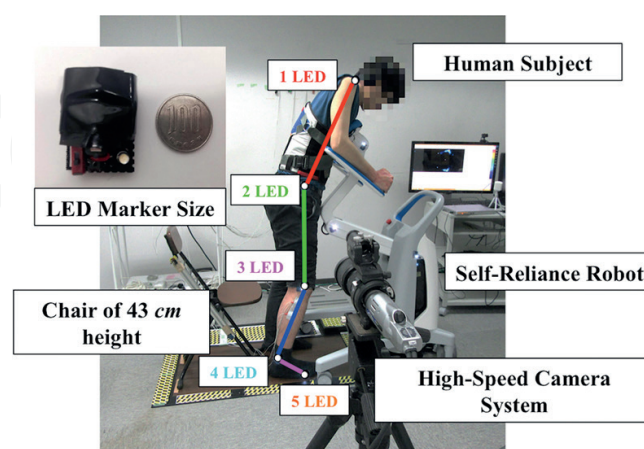 1 LED
Human Subject
100
LED Marker Size
2 LED
3 LED
Self-Reliance Robot
Chair of 43 cm
height
4 LED
High-Speed Camera
System
5 LED